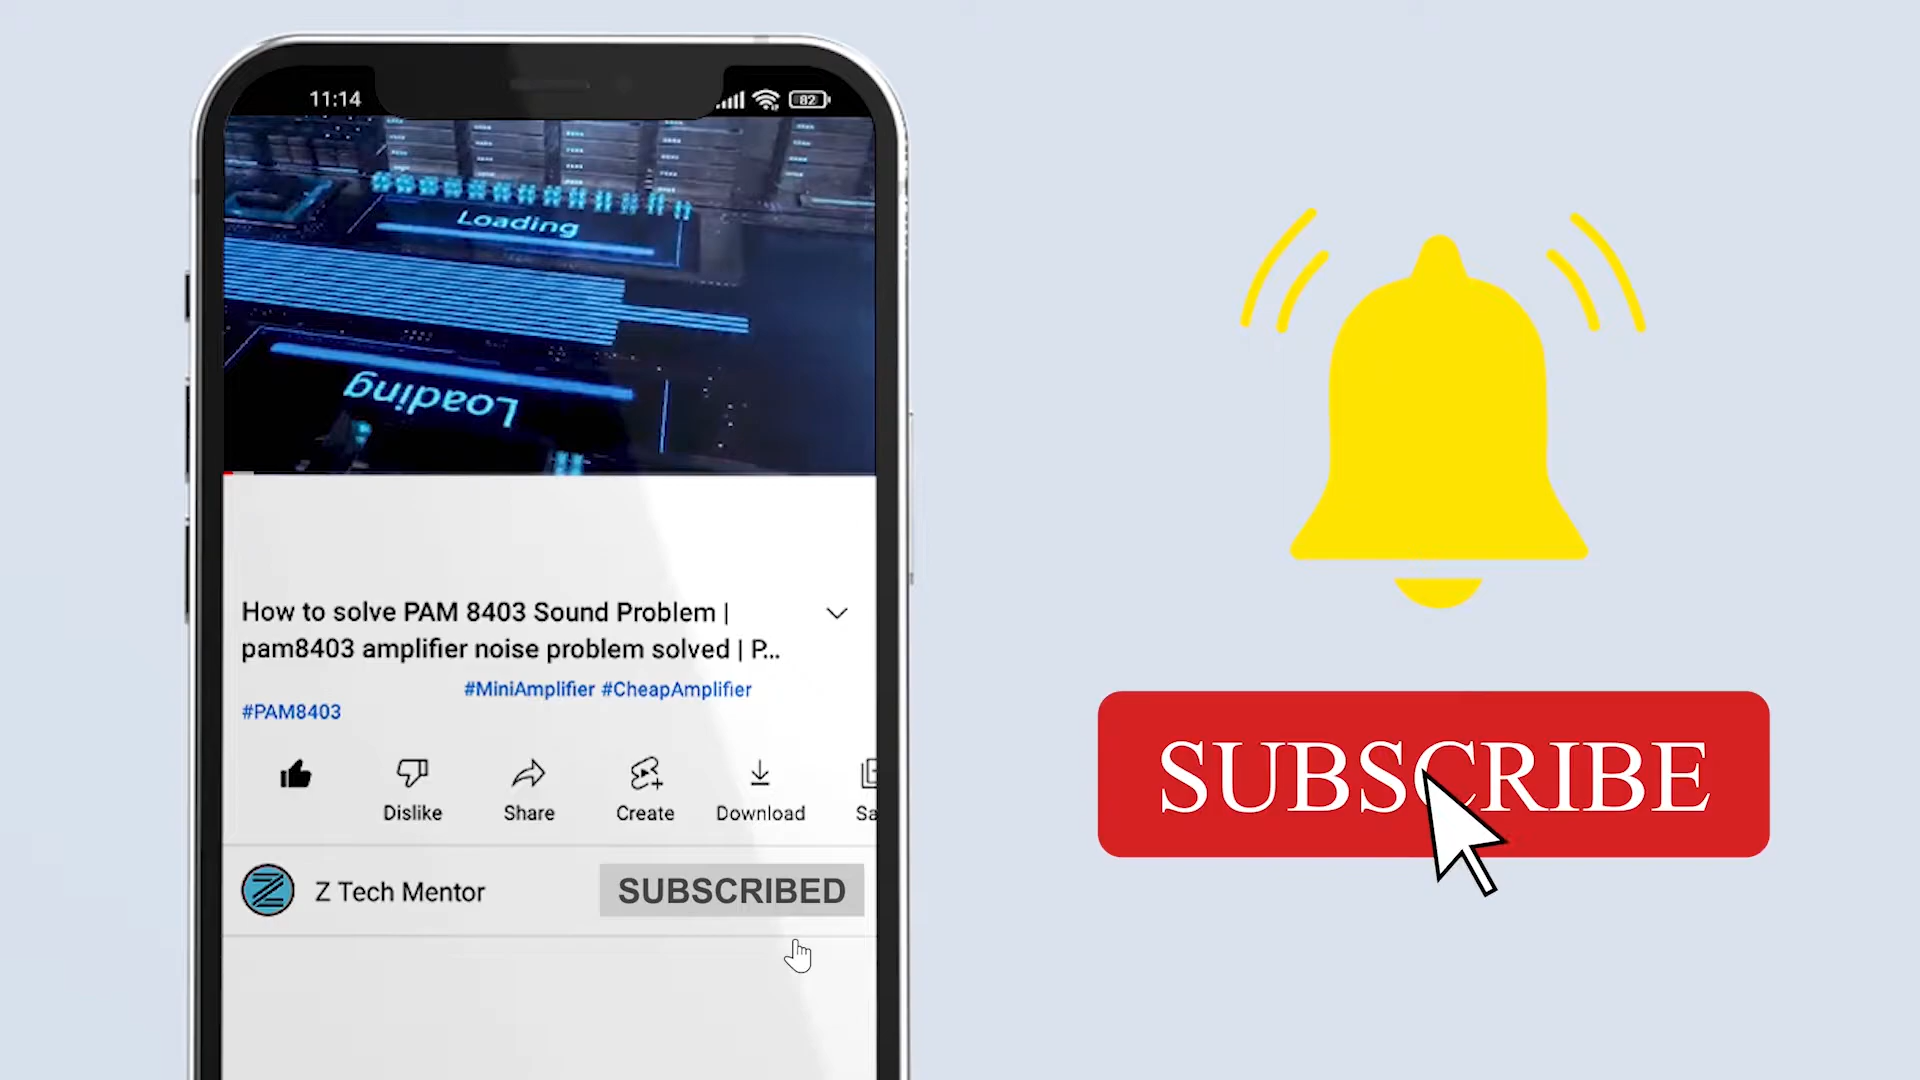 11:14
82
Loading
Loading
How to solve PAM 8403 Sound Problem |
pam8403 amplifier noise problem solved | P...
#MiniAmplifier #CheapAmplifier
#PAM8403
Dislike
Share
Create
Download
Sa
Z Tech Mentor
SUBSCRIBED
SUBSCRIBE